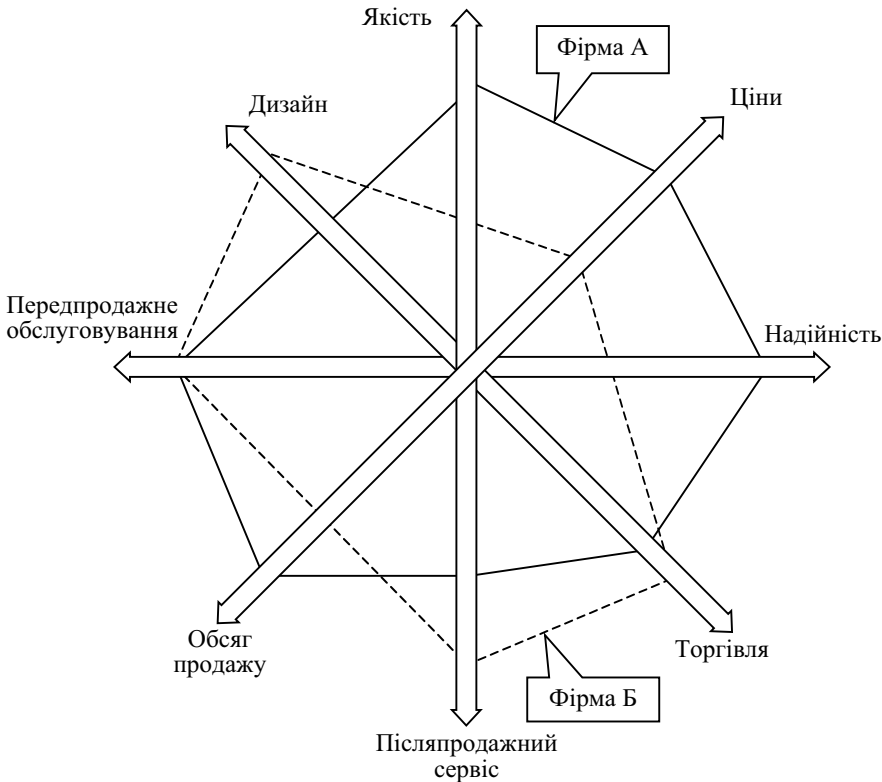 Якість
Фірма А
Дизайн
Ціни
Передпродажне
обслуговування
Надійність
Обсяг
продажу
Торгівля
Фірма Б
Післяпродажний
сервіс